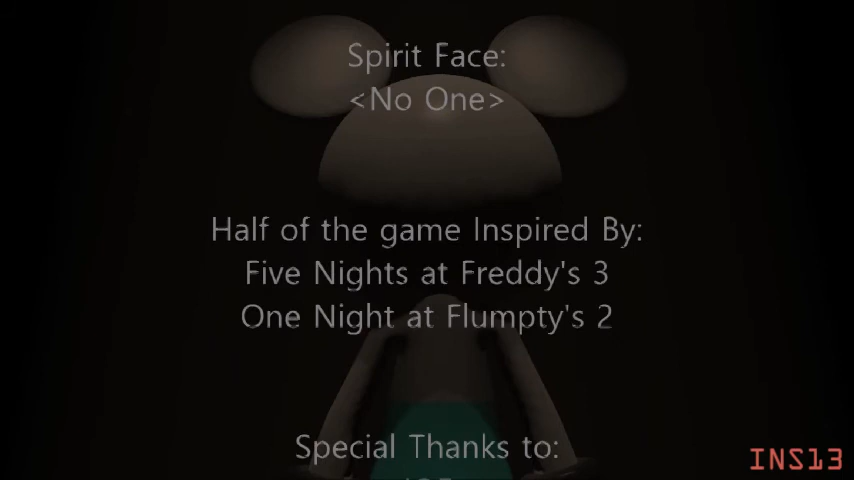 Spirit Face:
<No One>
Half of the game Inspired By:
Five Nights at Freddy's 3
One Night at Flumpty's 2
Special Thanks to:
INS13